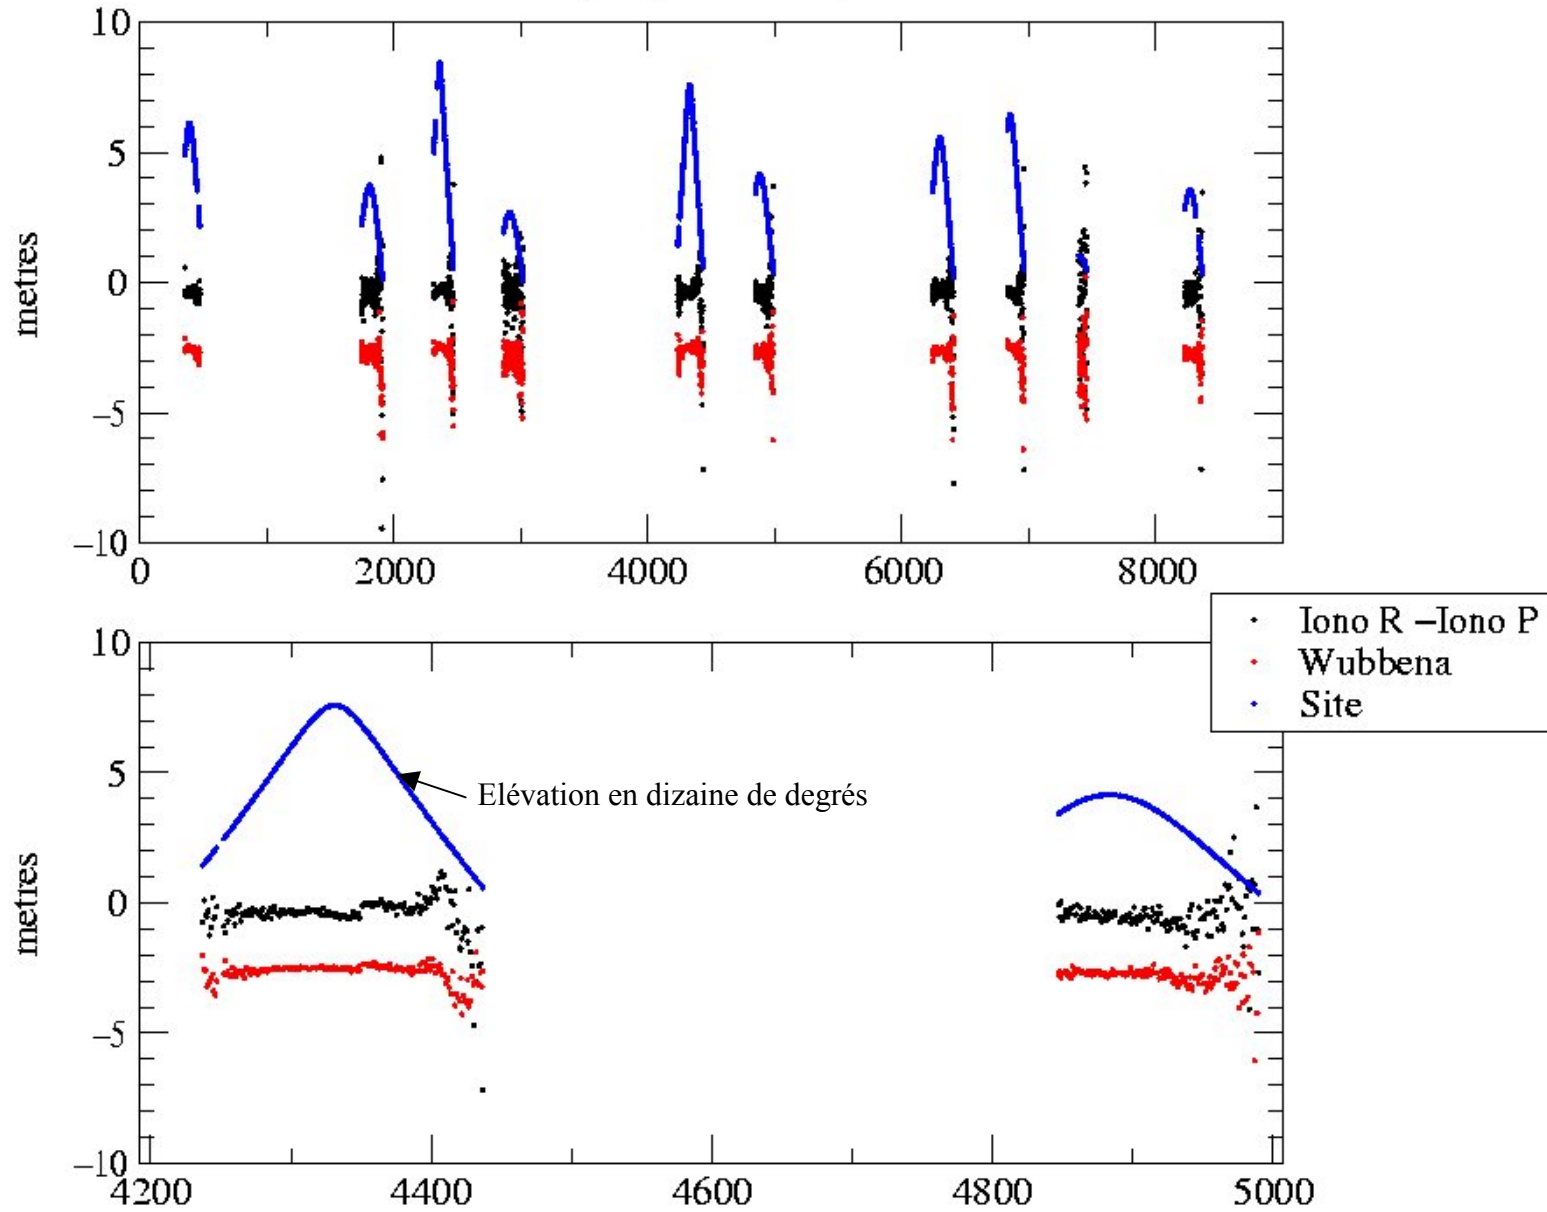 10
5
0
−5
−10
metres
0 2000 4000 6000 8000
Iono R −Iono P
Wubbena
Site
10
5
0
−5
−10
metres
Elévation en dizaine de degrés
4200 4400 4600 4800 5000